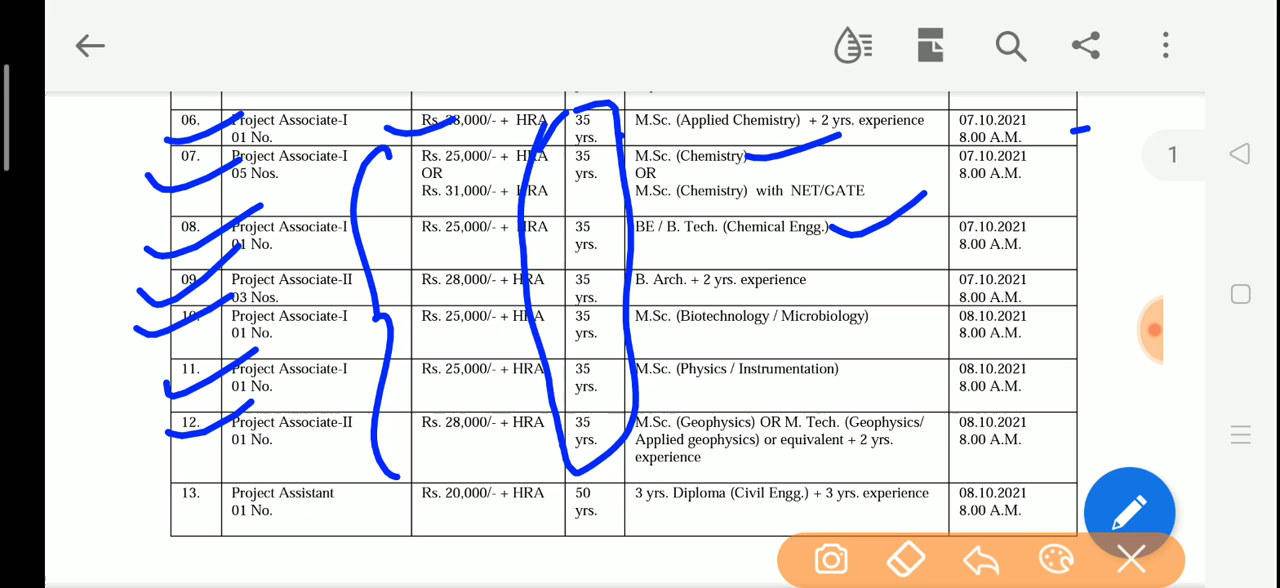 06. Project Associate-I Rs. 28,000/- + HRA 35 M.Sc. (Applied Chemistry) + 2 yrs. experience 07.10.2021
01 No. yrs. 8.00 A.M.
07. Project Associate-I Rs. 25,000/- + HRA 35 M.Sc. (Chemistry) 07.10.2021
05 Nos. OR yrs. OR 8.00 A.M.
Rs. 31,000/- + HRA M.Sc. (Chemistry) with NET/GATE
08. Project Associate-I Rs. 25,000/- + HRA 35 BE / B. Tech. (Chemical Engg.) 07.10.2021
01 No. yrs. 8.00 A.M.
09. Project Associate-II Rs. 28,000/- + HRA 35 B. Arch. + 2 yrs. experience 07.10.2021
03 Nos. yrs. 8.00 A.M.
10. Project Associate-I Rs. 25,000/- + HRA 35 M.Sc. (Biotechnology / Microbiology) 08.10.2021
01 No. yrs. 8.00 A.M.
11. Project Associate-I Rs. 25,000/- + HRA 35 M.Sc. (Physics / Instrumentation) 08.10.2021
01 No. yrs. 8.00 A.M.
12. Project Associate-II Rs. 28,000/- + HRA 35 M.Sc. (Geophysics) OR M. Tech. (Geophysics/ 08.10.2021
01 No. yrs. Applied geophysics) or equivalent + 2 yrs. 8.00 A.M.
experience
13. Project Assistant Rs. 20,000/- + HRA 50 3 yrs. Diploma (Civil Engg.) + 3 yrs. experience 08.10.2021
01 No. yrs. 8.00 A.M.
1